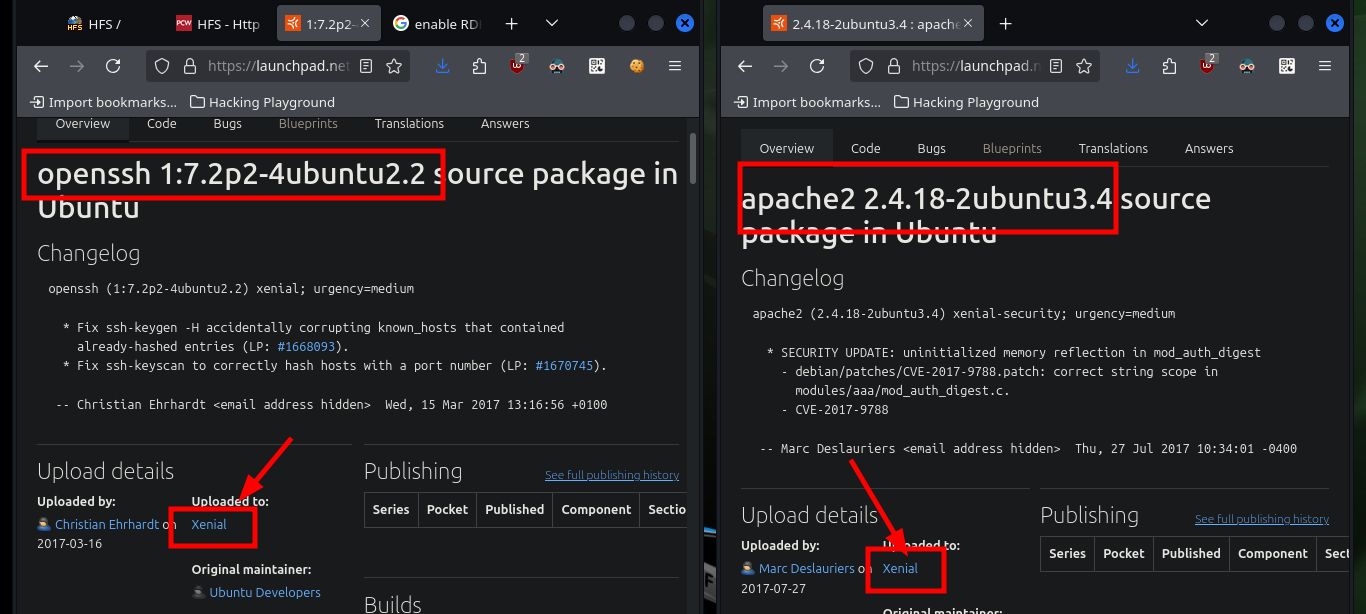 HFS /
HFS - Http
1:7.2p2-
enable RD
https://launchpad.net
2
Import bookmarks...
Hacking Playground
Overview
Code
Bugs
Blueprints
Translations
Answers
openssh 1:7.2p2-4ubuntu2.2 source package in
Ubuntu
Changelog
openssh (1:7.2p2-4ubuntu2.2) xenial; urgency=medium
* Fix ssh-keygen -H accidentally corrupting known_hosts that contained
already-hashed entries (LP: #1668093).
* Fix ssh-keyscan to correctly hash hosts with a port number (LP: #1670745).
-- Christian Ehrhardt <email address hidden>  Wed, 15 Mar 2017 13:16:56 +0100
Upload details
Uploaded by:
Christian Ehrhardt on
2017-03-16
Uploaded to:
Xenial
Original maintainer:
Ubuntu Developers
Publishing
See full publishing history
Series
Pocket
Published
Component
Sectio
Builds
2.4.18-2ubuntu3.4 : apache
https://launchpad.n
2
Import bookmarks...
Hacking Playground
Overview
Code
Bugs
Blueprints
Translations
Answers
apache2 2.4.18-2ubuntu3.4 source
package in Ubuntu
Changelog
apache2 (2.4.18-2ubuntu3.4) xenial-security; urgency=medium
* SECURITY UPDATE: uninitialized memory reflection in mod_auth_digest
- debian/patches/CVE-2017-9788.patch: correct string scope in
modules/aaa/mod_auth_digest.c.
- CVE-2017-9788
-- Marc Deslauriers <email address hidden>  Thu, 27 Jul 2017 10:34:01 -0400
Upload details
Uploaded by:
Marc Deslauriers on
2017-07-27
Uploaded to:
Xenial
Original maintainer:
Publishing
See full publishing history
Series
Pocket
Published
Component
Sect